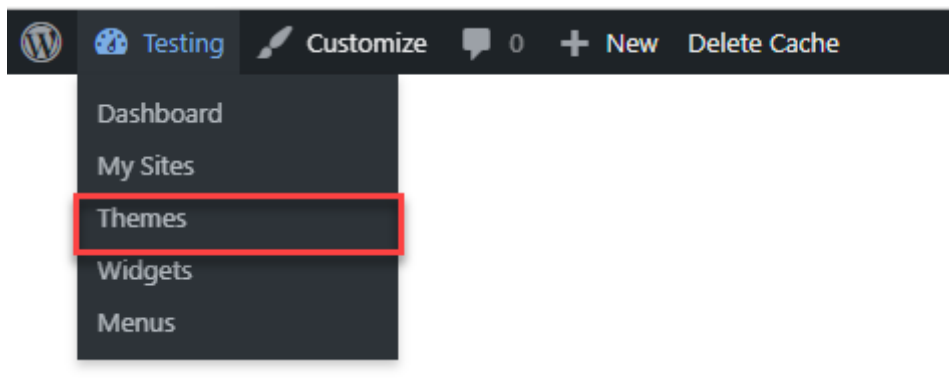 Testing Customize 0 New Delete Cache
Dashboard
My Sites
Themes
Widgets
Menus